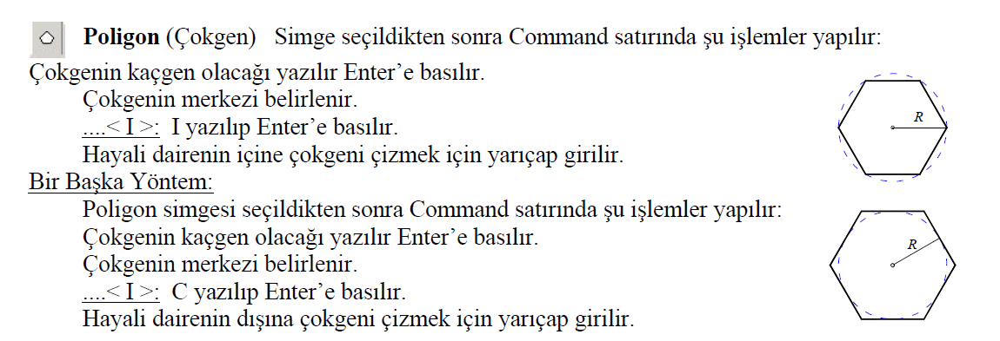 Poligon (Çokgen) Simge seçildikten sonra Command satırında şu işlemler yapılır:
Çokgenin kaçgen olacağı yazılır Enter’e basılır.
Çokgenin merkezi belirlenir.
....< I >: I yazılıp Enter’e basılır.
Hayali dairenin içine çokgeni çizmek için yarıçap girilir.
R
Bir Başka Yöntem:
Poligon simgesi seçildikten sonra Command satırında şu işlemler yapılır:
Çokgenin kaçgen olacağı yazılır Enter’e basılır.
Çokgenin merkezi belirlenir.
....< I >: C yazılıp Enter’e basılır.
Hayali dairenin dışına çokgeni çizmek için yarıçap girilir.
R